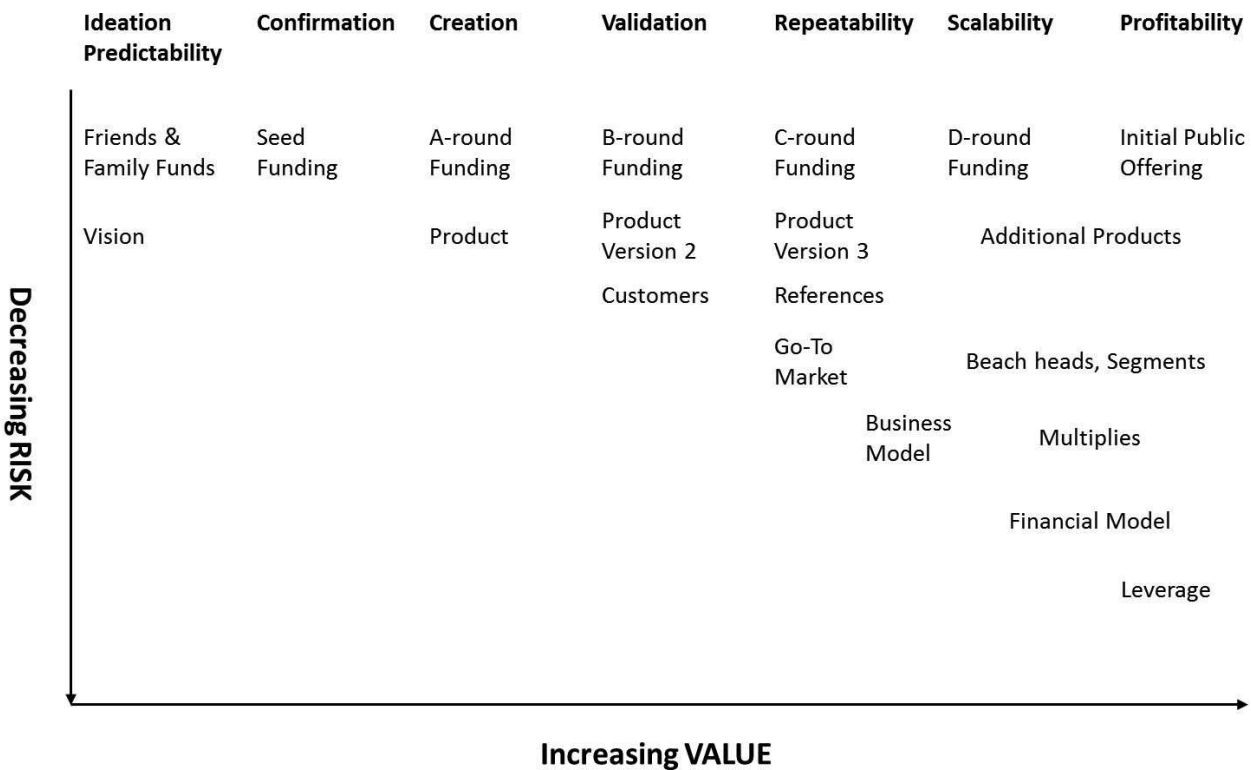 Ideation
Predictability
Confirmation
Creation
Validation
Repeatability
Scalability
Profitability
Friends &
Family Funds
Seed
Funding
A-round
Funding
B-round
Funding
C-round
Funding
D-round
Funding
Initial Public
Offering
Vision
Product
Product
Version 2
Product
Version 3
Additional Products
Customers
References
Go-To
Market
Beach heads, Segments
Business
Model
Multiplies
Financial Model
Leverage
Decreasing RISK
Increasing VALUE